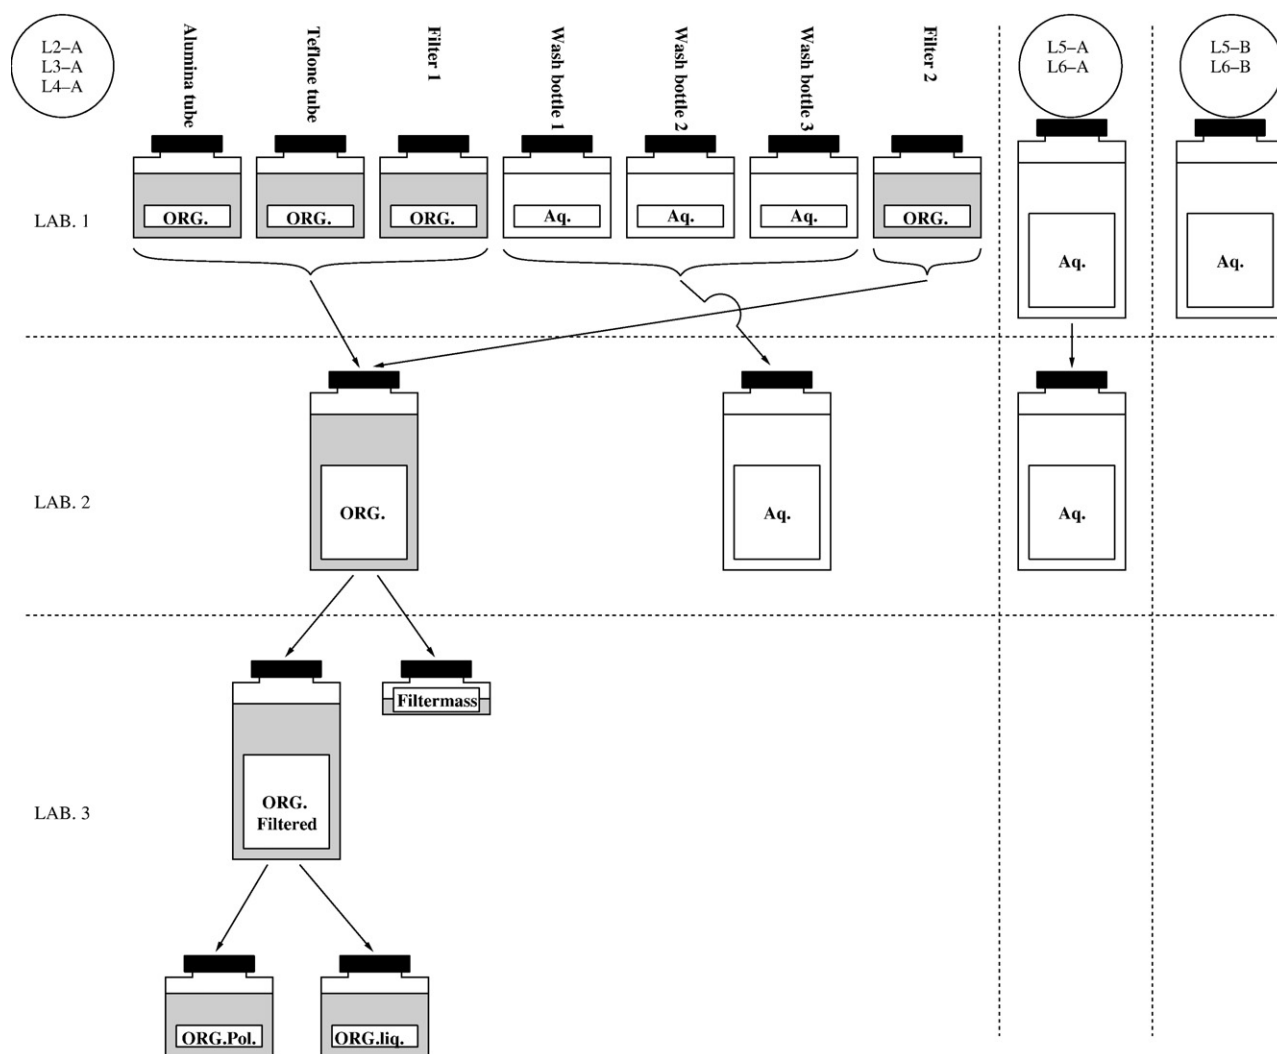 L2–A
L3–A
L4–A
Alumina tube
Teflone tube
Filter 1
Wash bottle 1
Wash bottle 2
Wash bottle 3
Filter 2
L5–A
L6–A
L5–B
L6–B
LAB. 1
ORG.
ORG.
ORG.
Aq.
Aq.
Aq.
ORG.
Aq.
Aq.
LAB. 2
ORG.
Aq.
Aq.
Filtermass
LAB. 3
ORG.
Filtered
ORG.Pol.
ORG.liq.